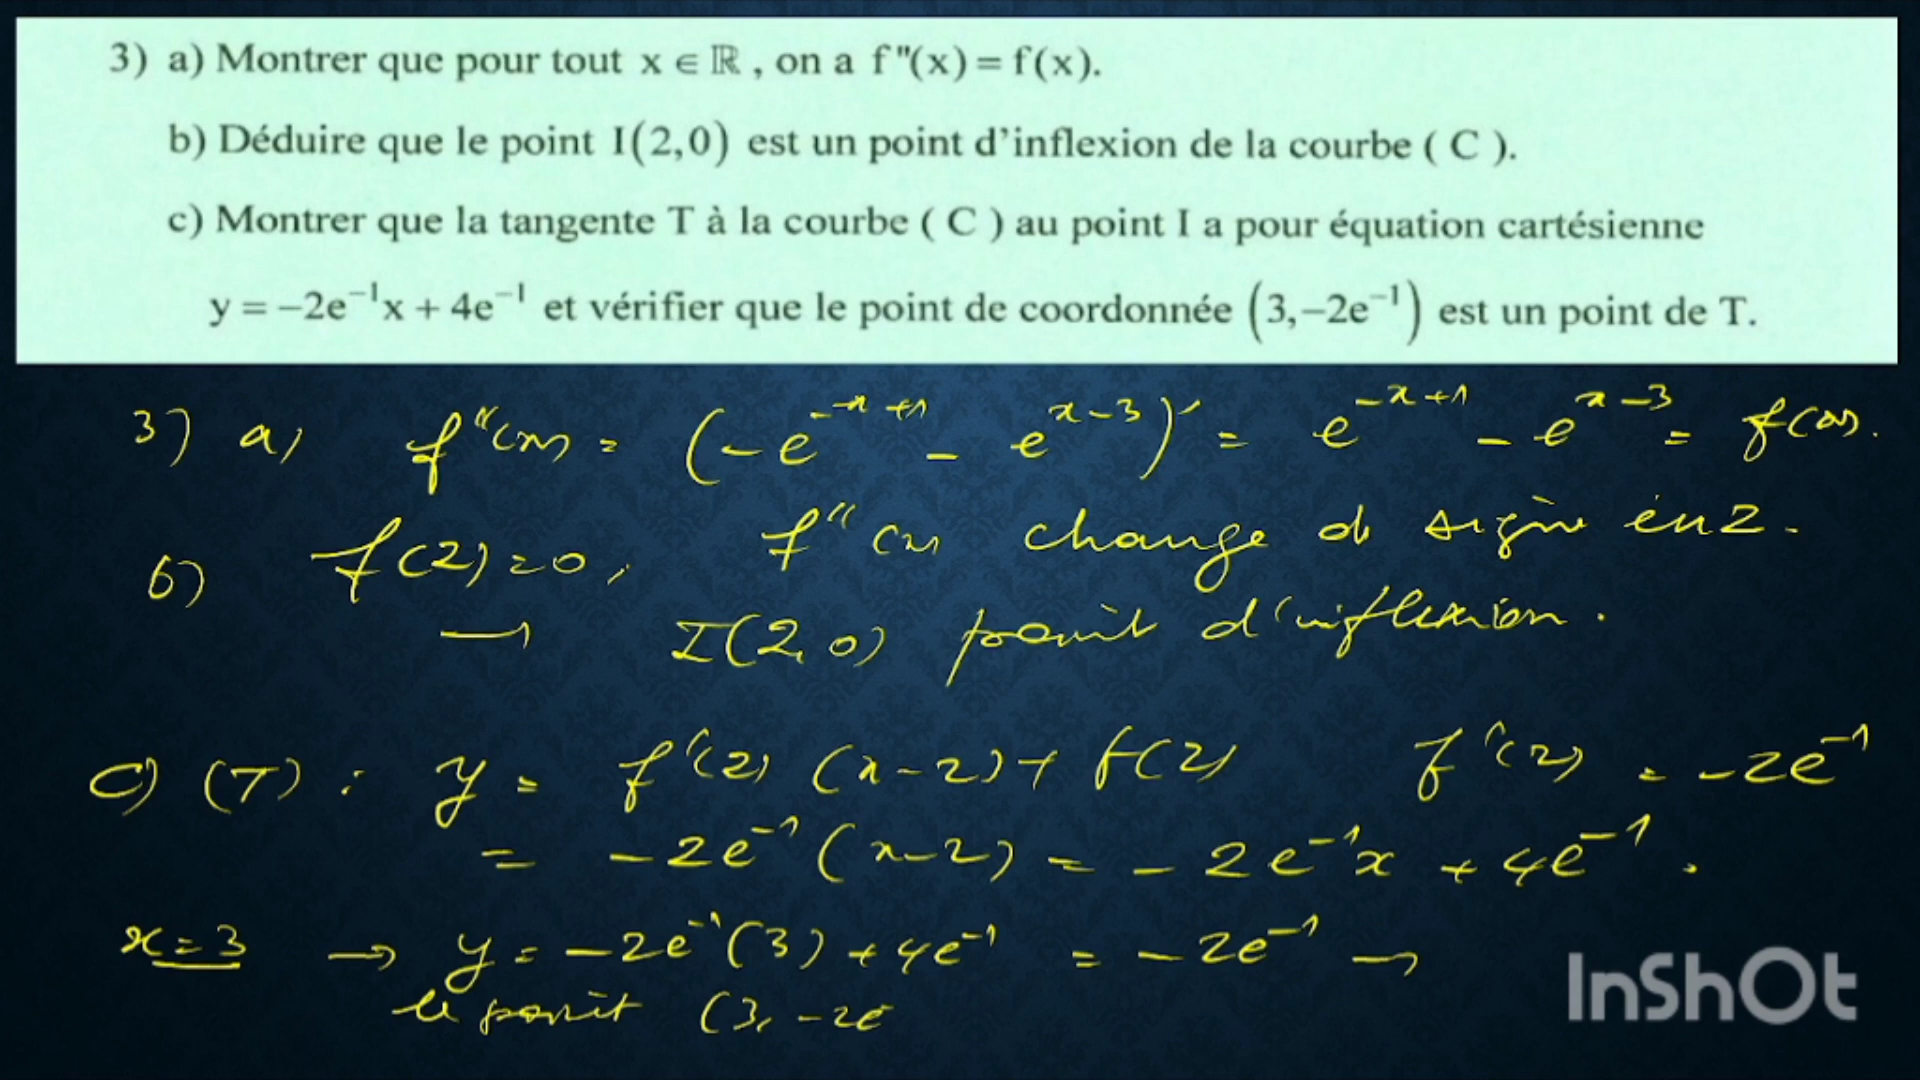 3) a) Montrer que pour tout x ∈ ℝ , on a f"(x) = f(x).
b) Déduire que le point I(2,0) est un point d'inflexion de la courbe ( C ).
c) Montrer que la tangente T à la courbe ( C ) au point I a pour équation cartésienne
y = −2e⁻¹x + 4e⁻¹ et vérifier que le point de coordonnée (3,−2e⁻¹) est un point de T.
3) a) f"(x) = (-e^(-x+1) - e^(x-3))' = e^(-x+1) - e^(x-3) = f(x).
b) f(2) = 0, f"(x) change de signe en 2.
→ I(2,0) point d'inflexion.
c) (T) : y = f'(2) (x-2) + f(2) f'(2) = -2e⁻¹
= -2e⁻¹ (x-2) = -2e⁻¹x + 4e⁻¹.
x=3 → y = -2e⁻¹(3) + 4e⁻¹ = -2e⁻¹ →
le point (3, -2e
InShOt